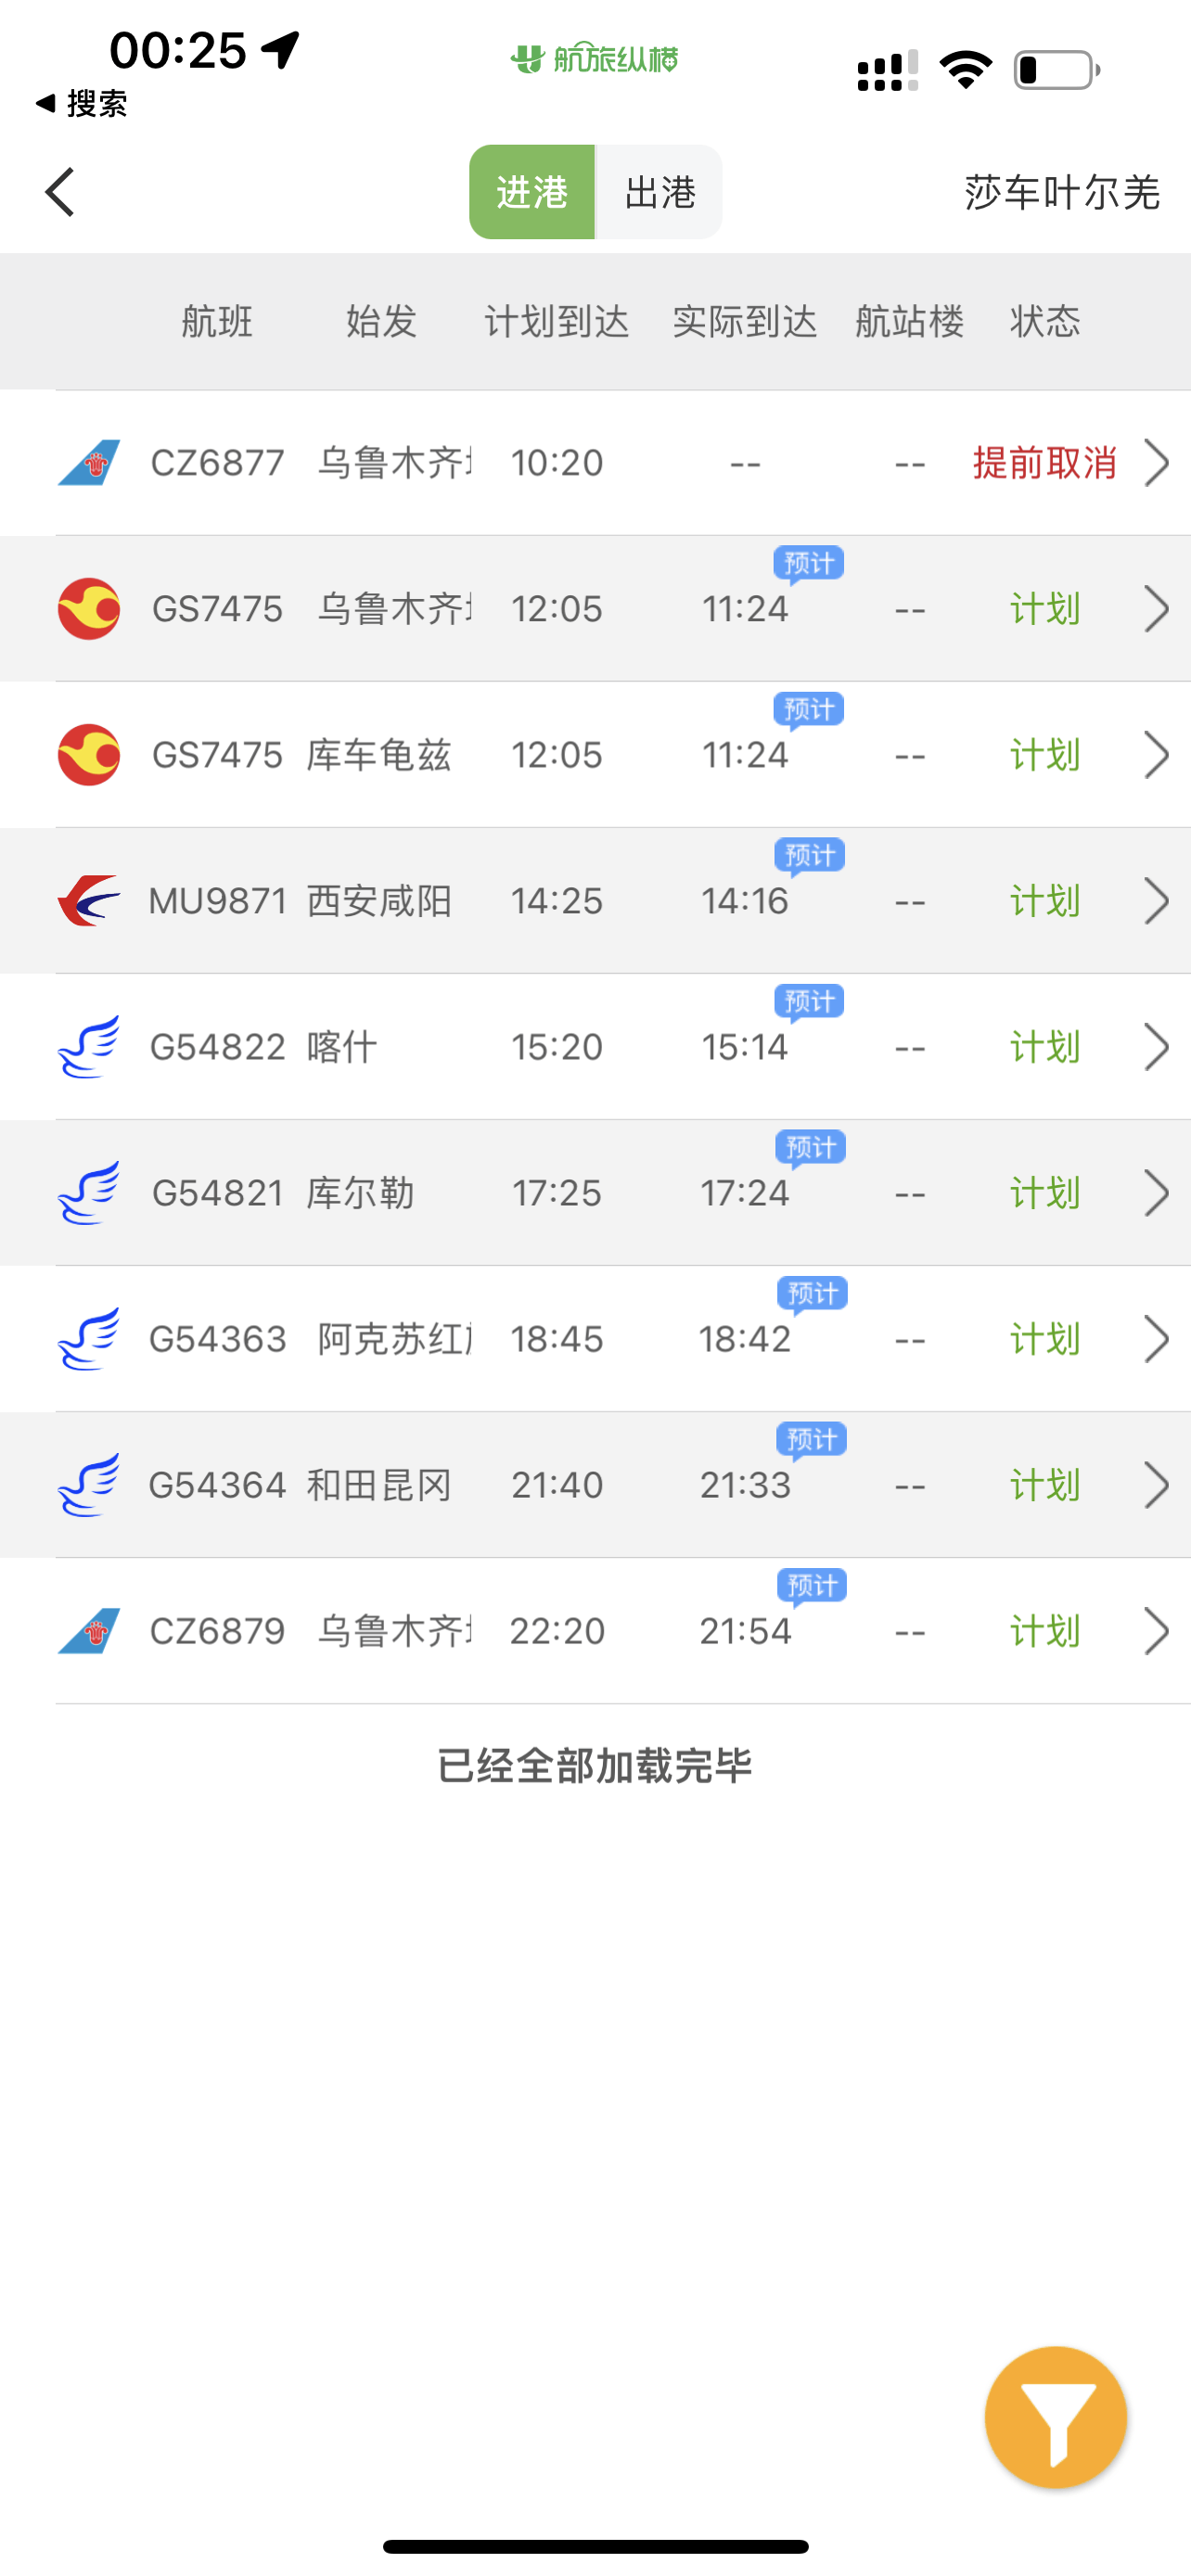 00:25
航旅纵横
搜索
进港 出港 莎车叶尔羌
航班 始发 计划到达 实际到达 航站楼 状态
CZ6877 乌鲁木齐 10:20 -- -- 提前取消
预计
GS7475 乌鲁木齐 12:05 11:24 -- 计划
预计
GS7475 库车龟兹 12:05 11:24 -- 计划
预计
MU9871 西安咸阳 14:25 14:16 -- 计划
预计
G54822 喀什 15:20 15:14 -- 计划
预计
G54821 库尔勒 17:25 17:24 -- 计划
预计
G54363 阿克苏红 18:45 18:42 -- 计划
预计
G54364 和田昆冈 21:40 21:33 -- 计划
预计
CZ6879 乌鲁木齐 22:20 21:54 -- 计划
已经全部加载完毕